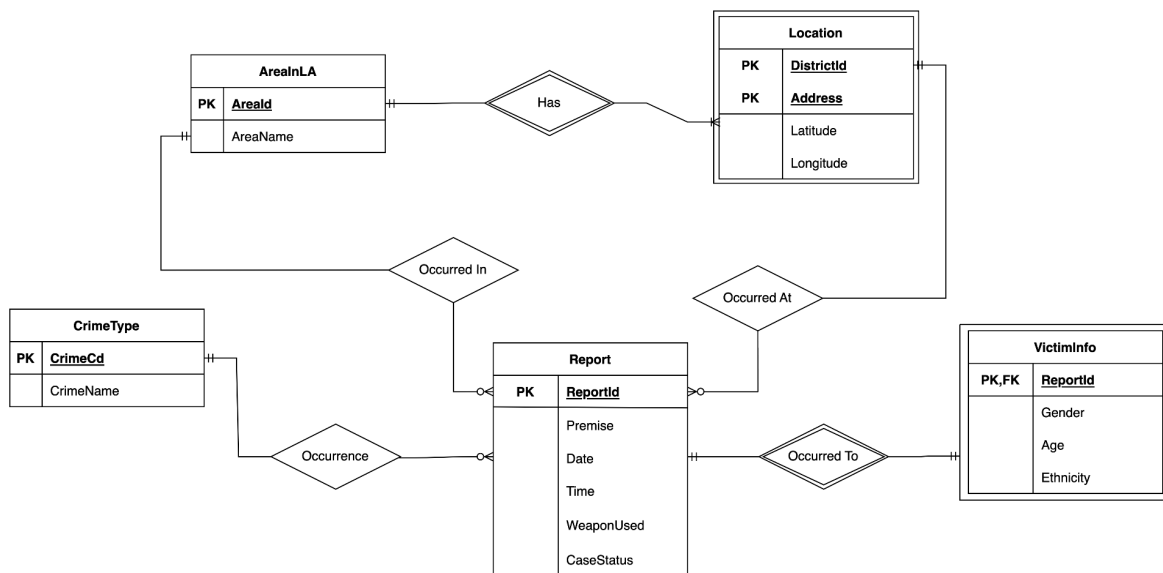 Location
PK DistrictId
PK Address
Latitude
Longitude
AreaInLA
PK AreaId
AreaName
Has
Occurred In
Occurred At
CrimeType
PK CrimeCd
CrimeName
Occurrence
Report
PK ReportId
Premise
Date
Time
WeaponUsed
CaseStatus
Occurred To
VictimInfo
PK,FK ReportId
Gender
Age
Ethnicity